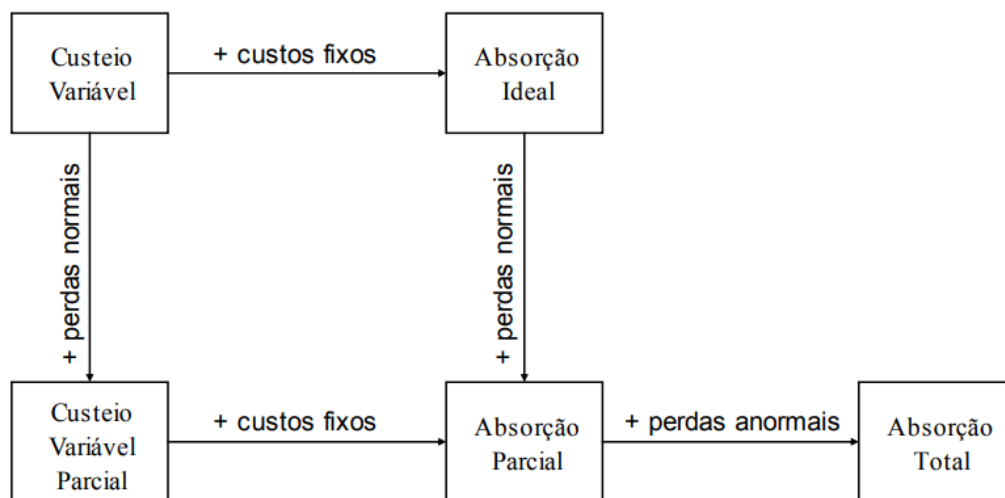 Custeio
Variável
+ custos fixos
Absorção
Ideal
+ perdas normais
+ perdas normais
Custeio
Variável
Parcial
+ custos fixos
Absorção
Parcial
+ perdas anormais
Absorção
Total